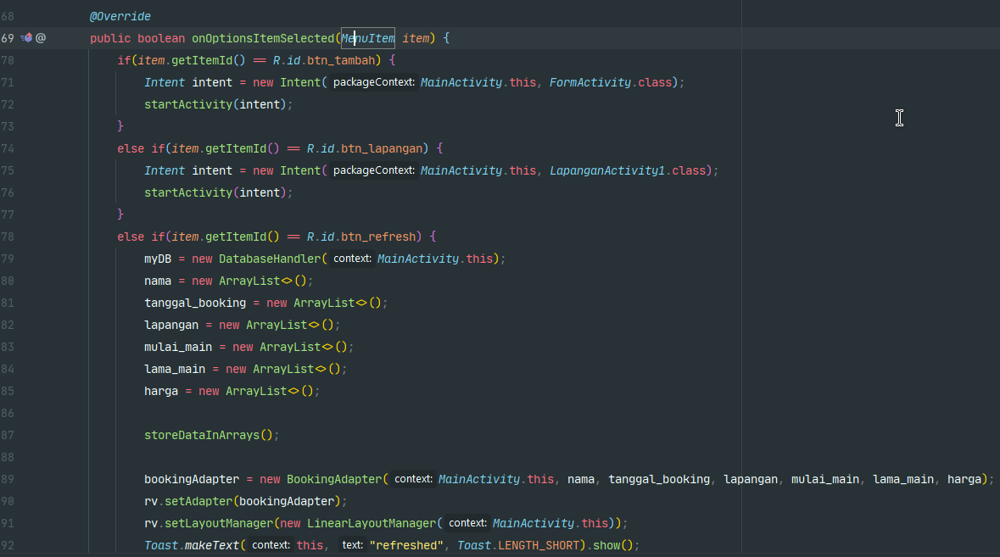 68 @Override
69 @ public boolean onOptionsItemSelected(MenuItem item) {
70 if(item.getItemId() == R.id.btn_tambah) {
71 Intent intent = new Intent( packageContext: MainActivity.this, FormActivity.class);
72 startActivity(intent);
73 }
74 else if(item.getItemId() == R.id.btn_lapangan) {
75 Intent intent = new Intent( packageContext: MainActivity.this, LapanganActivity1.class);
76 startActivity(intent);
77 }
78 else if(item.getItemId() == R.id.btn_refresh) {
79 myDB = new DatabaseHandler( context: MainActivity.this);
80 nama = new ArrayList<>();
81 tanggal_booking = new ArrayList<>();
82 lapangan = new ArrayList<>();
83 mulai_main = new ArrayList<>();
84 lama_main = new ArrayList<>();
85 harga = new ArrayList<>();
86
87 storeDataInArrays();
88
89 bookingAdapter = new BookingAdapter( context: MainActivity.this, nama, tanggal_booking, lapangan, mulai_main, lama_main, harga);
90 rv.setAdapter(bookingAdapter);
91 rv.setLayoutManager(new LinearLayoutManager( context: MainActivity.this));
92 Toast.makeText( context: this, text: "refreshed", Toast.LENGTH_SHORT).show();